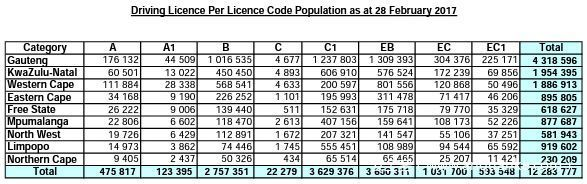 Driving Licence Per Licence Code Population as at 28 February 2017
Category A A1 B C C1 EB EC EC1 Total
Gauteng 176 132 44 509 1 016 535 4 677 1 237 803 1 309 393 304 376 225 171 4 318 596
KwaZulu-Natal 60 501 13 022 450 450 4 893 606 910 576 524 172 239 69 856 1 954 395
Western Cape 111 884 28 338 568 541 4 633 200 597 801 556 120 868 50 496 1 886 913
Eastern Cape 34 168 9 190 226 252 1 101 195 993 311 478 71 417 46 206 895 800
Free State 26 222 9 006 139 440 511 152 631 175 718 79 770 35 329 618 627
Mpumalanga 22 806 6 602 118 470 2 613 407 156 159 641 108 173 52 226 877 687
North West 19 726 6 429 112 891 1 672 207 321 141 547 55 106 37 251 581 943
Limpopo 14 973 3 862 74 446 1 745 555 451 108 989 94 544 65 592 919 602
Northern Cape 9 405 2 437 50 326 434 65 514 65 465 25 207 11 421 230 209
Total 475 817 123 395 2 757 351 22 279 3 629 376 3 650 311 1 031 700 593 548 12 283 777